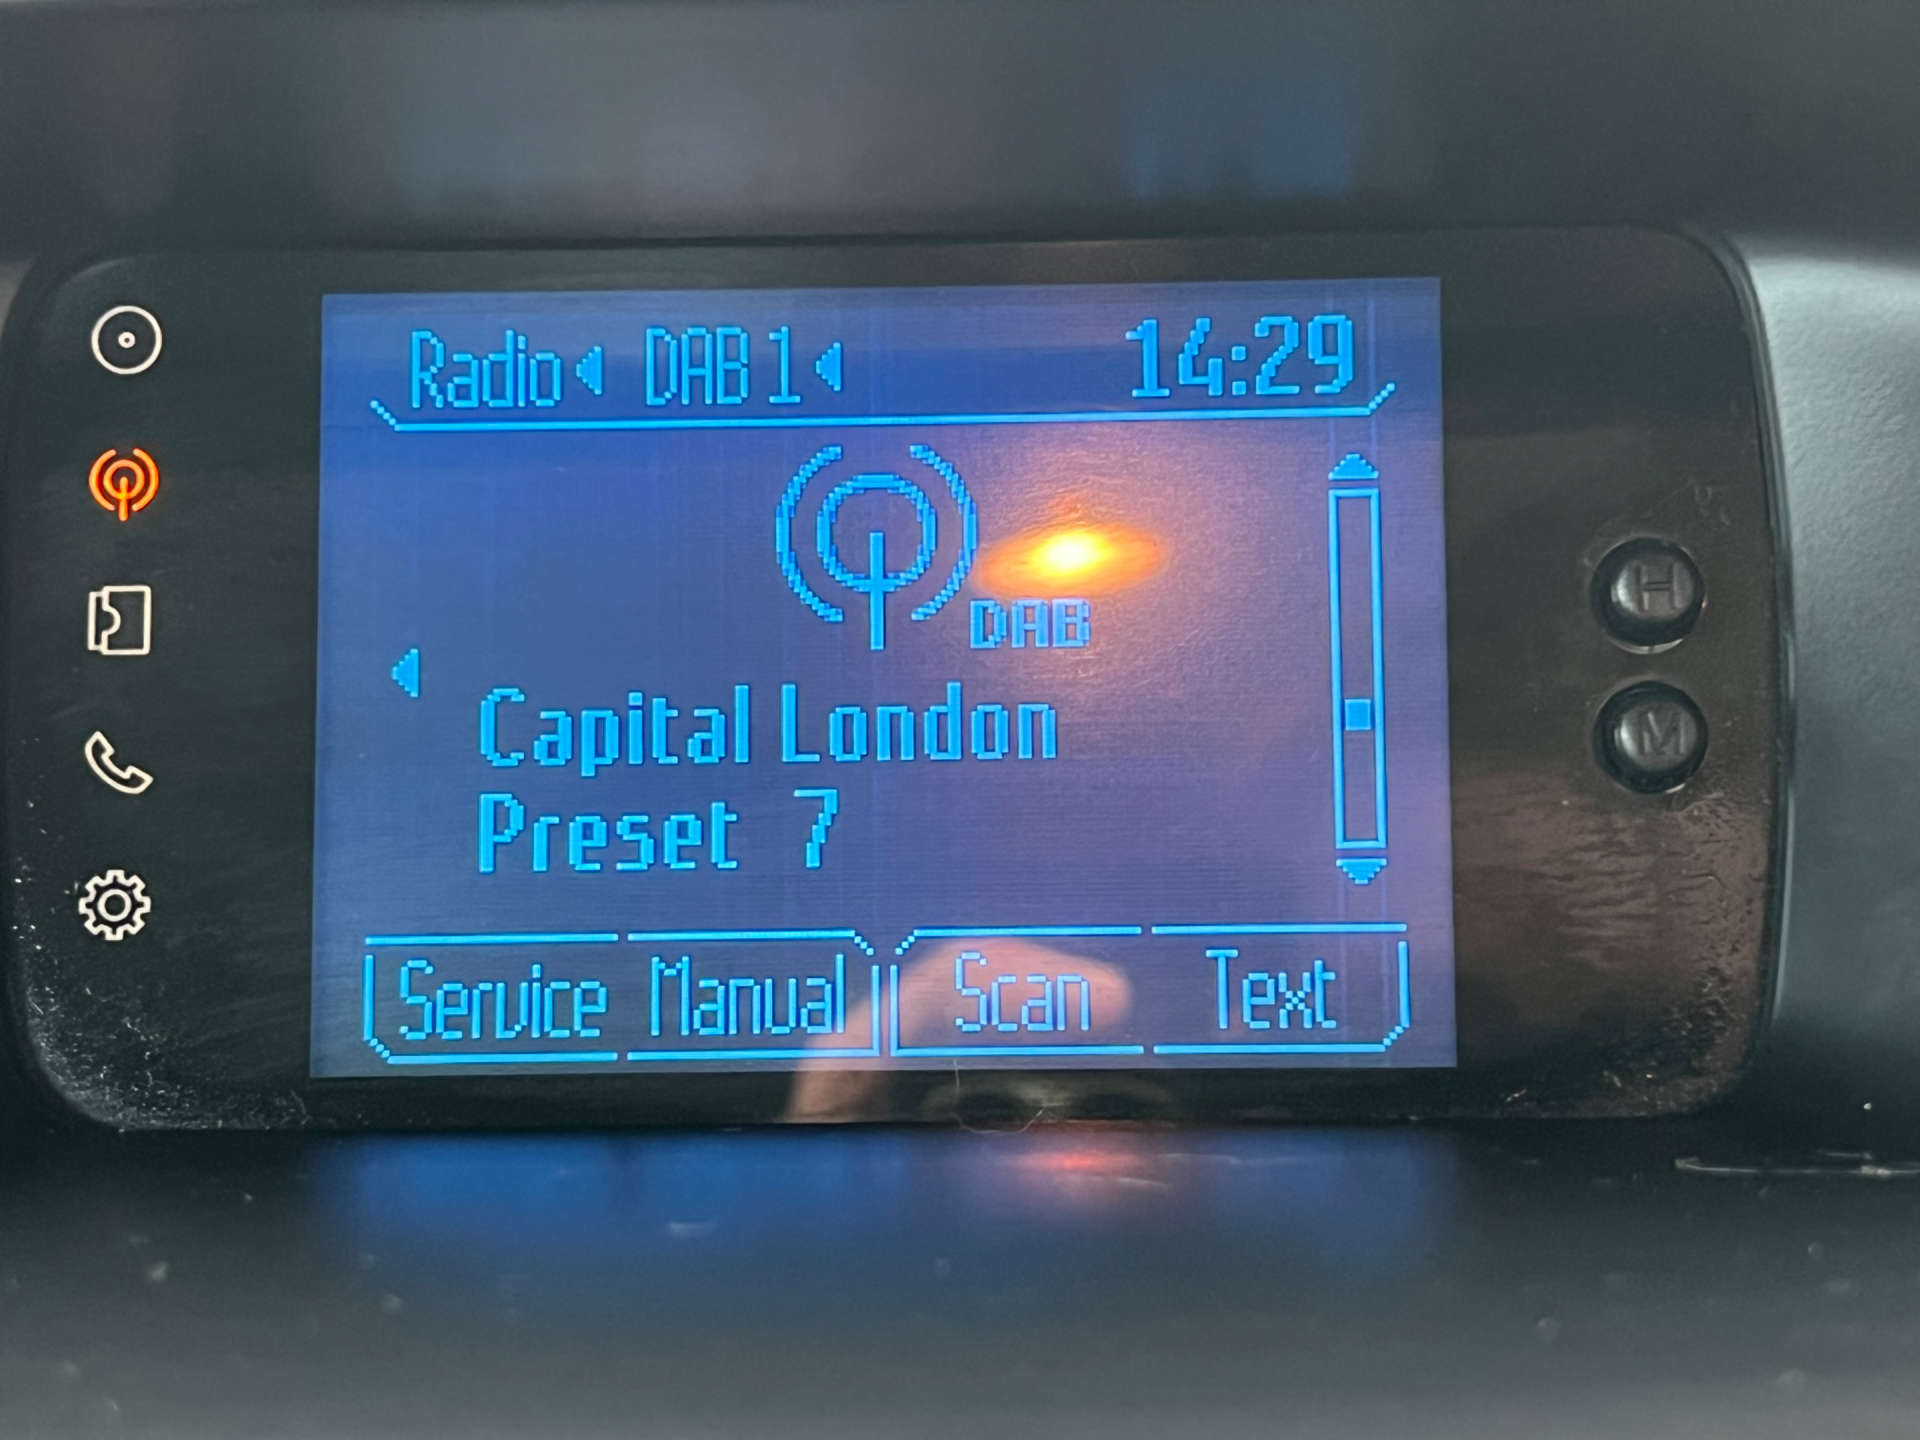 Radio DAB 1 14:29
DAB
Capital London
Preset 7
Service Manual Scan Text
H
M